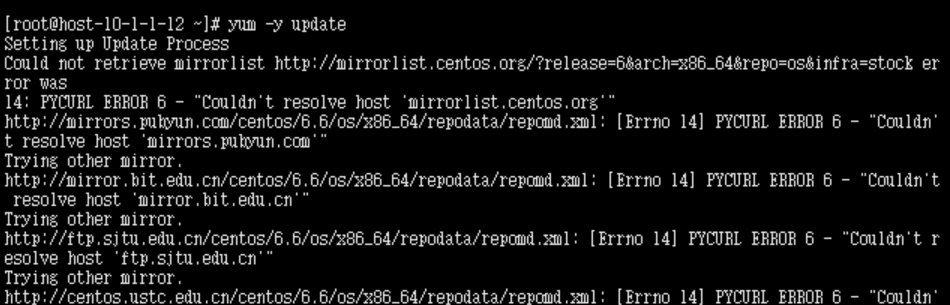 [root@host-10-1-1-12 ~]# yum -y update
Setting up Update Process
Could not retrieve mirrorlist http://mirrorlist.centos.org/?release=6&arch=x86_64&repo=os&infra=stock er
ror was
14: PYCURL ERROR 6 - "Couldn't resolve host 'mirrorlist.centos.org'"
http://mirrors.pubyun.com/centos/6.6/os/x86_64/repodata/repomd.xml: [Errno 14] PYCURL ERROR 6 - "Couldn'
t resolve host 'mirrors.pubyun.com'"
Trying other mirror.
http://mirror.bit.edu.cn/centos/6.6/os/x86_64/repodata/repomd.xml: [Errno 14] PYCURL ERROR 6 - "Couldn't
 resolve host 'mirror.bit.edu.cn'"
Trying other mirror.
http://ftp.sjtu.edu.cn/centos/6.6/os/x86_64/repodata/repomd.xml: [Errno 14] PYCURL ERROR 6 - "Couldn't r
esolve host 'ftp.sjtu.edu.cn'"
Trying other mirror.
http://centos.ustc.edu.cn/centos/6.6/os/x86_64/repodata/repomd.xml: [Errno 14] PYCURL ERROR 6 - "Couldn'